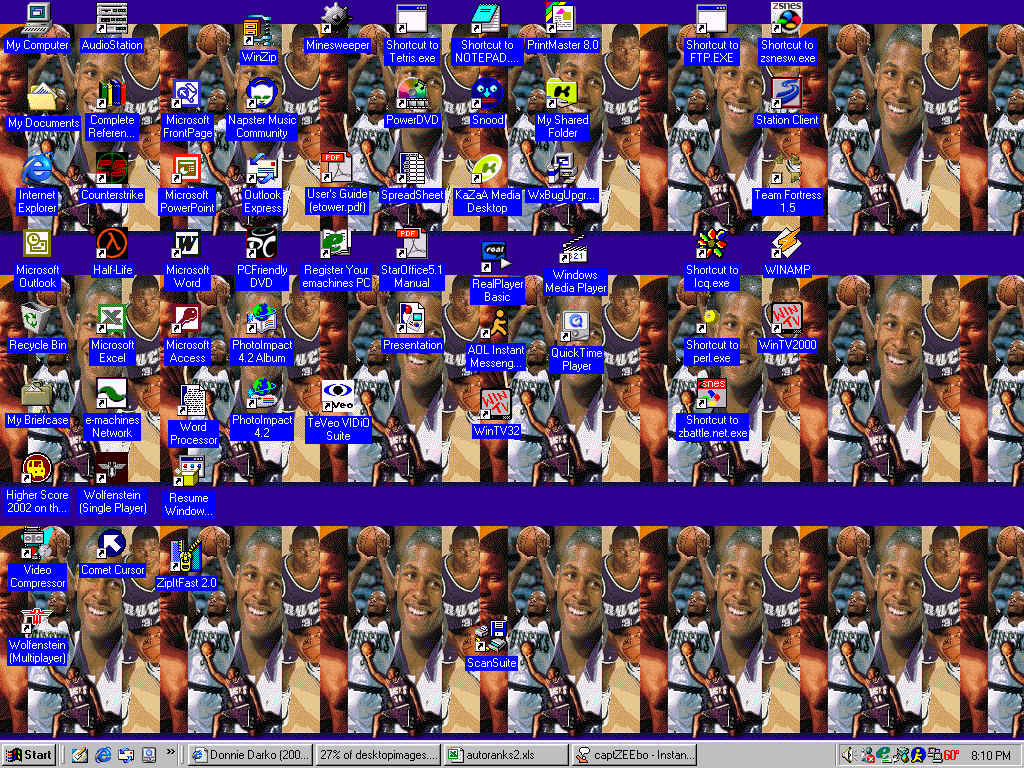 My Computer
AudioStation
WinZip
Minesweeper
Shortcut to
Tetris.exe
Shortcut to
NOTEPAD....
PrintMaster 8.0
Shortcut to
FTP.EXE
zsnes
Shortcut to
zsnesw.exe
My Documents
Complete
Referen...
Microsoft
FrontPage
Napster Music
Community
PowerDVD
Snood
My Shared
Folder
Station Client
Internet
Explorer
Counterstrike
Microsoft
PowerPoint
Outlook
Express
PDF
User's Guide
(etower.pdf)
SpreadSheet
KaZaA Media
Desktop
WxBugUpgr...
Team Fortress
1.5
Microsoft
Outlook
Half-Life
Microsoft
Word
PCFriendly
DVD
Register Your
emachines PC
PDF
StarOffice5.1
Manual
real
RealPlayer
Basic
321
Windows
Media Player
Shortcut to
Icq.exe
WINAMP
Recycle Bin
Microsoft
Excel
Microsoft
Access
PhotoImpact
4.2 Album
Presentation
AOL Instant
Messeng...
QuickTime
Player
Shortcut to
perl.exe
WIN
TV
WinTV2000
My Briefcase
e-machines
Network
Word
Processor
PhotoImpact
4.2
Veo
TeVeo VIDiO
Suite
WIN
TV
WinTV32
snes
Shortcut to
zbattle.net.exe
Higher Score
2002 on th...
Wolfenstein
(Single Player)
Resume
Window...
Video
Compressor
Comet Cursor
ZipItFast 2.0
Wolfenstein
(Multiplayer)
ScanSuite
Start
Donnie Darko (200...
27% of desktopimages....
autoranks2.xls
captZEEbo - Instan...
60°
8:10 PM